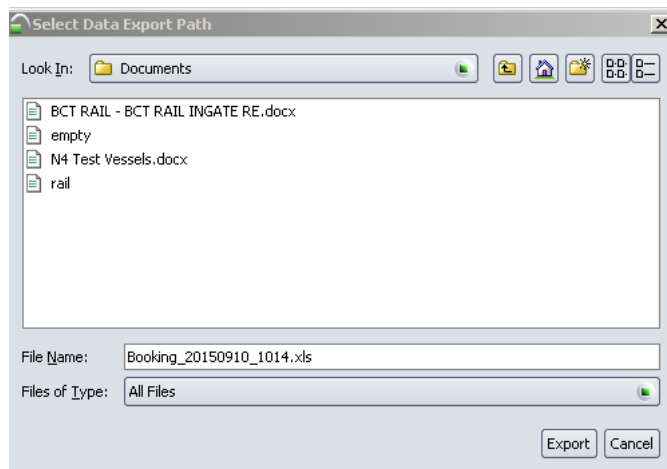 Select Data Export Path
Look In: Documents
BCT RAIL - BCT RAIL INGATE RE.docx
empty
N4 Test Vessels.docx
rail
File Name: Booking_20150910_1014.xls
Files of Type: All Files
Export Cancel